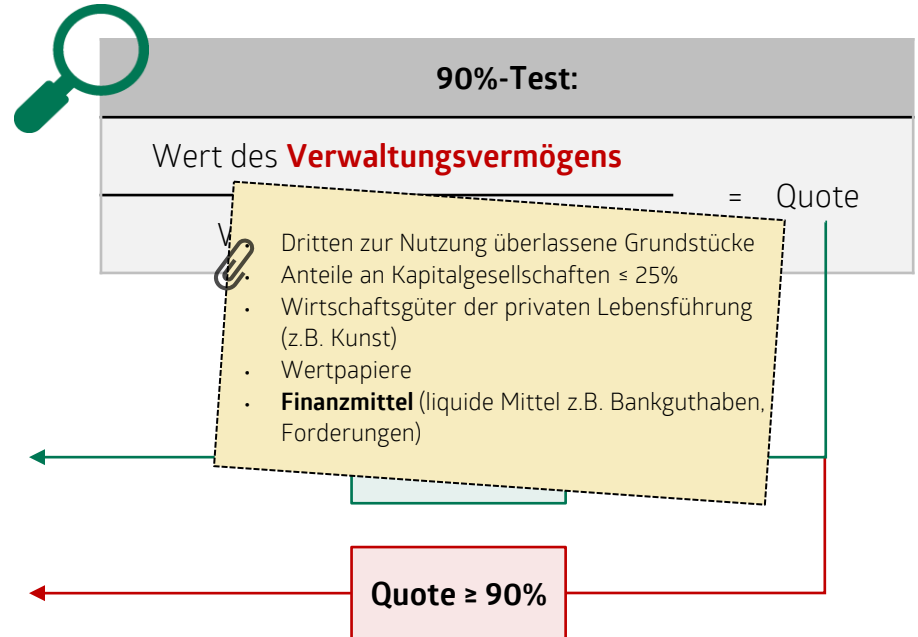 90%-Test:
Wert des Verwaltungsvermögens
= Quote
Dritten zur Nutzung überlassene Grundstücke
Anteile an Kapitalgesellschaften ≤ 25%
Wirtschaftsgüter der privaten Lebensführung
(z.B. Kunst)
Wertpapiere
Finanzmittel (liquide Mittel z.B. Bankguthaben,
Forderungen)
Quote ≥ 90%